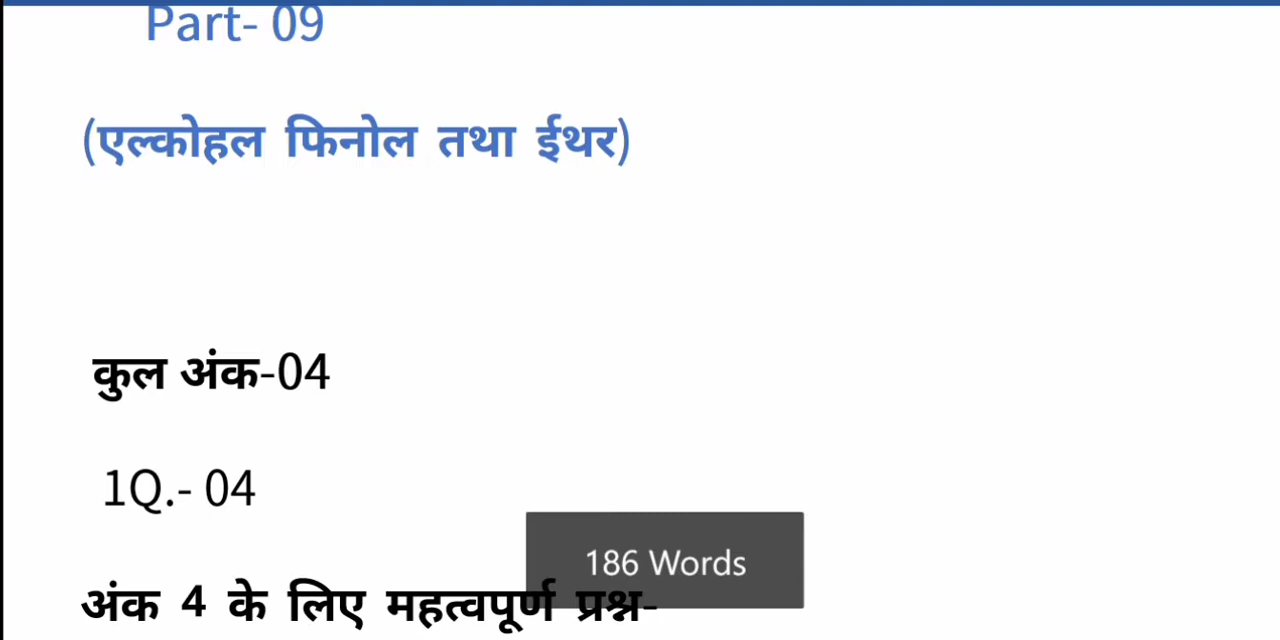 Part- 09
(एल्कोहल फिनोल तथा ईथर)
कुल अंक-04
1Q.- 04
186 Words
अंक 4 के लिए महत्वपूर्ण प्रश्न-